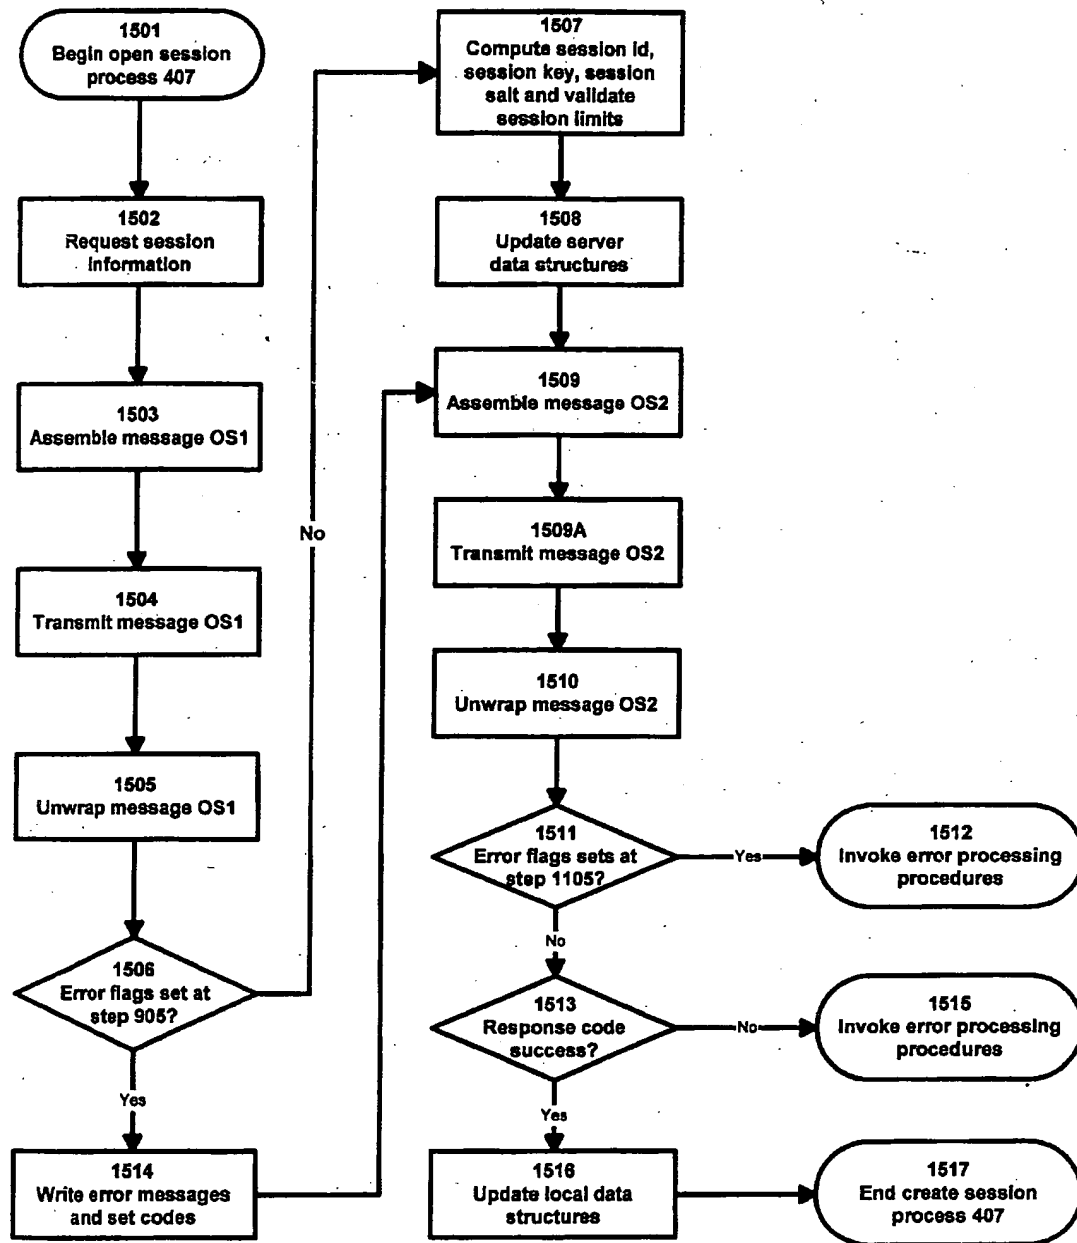 1501
Begin open session
process 407
1502
Request session
information
1503
Assemble message OS1
1504
Transmit message OS1
1505
Unwrap message OS1
1506
Error flags set at
step 905?
No
Yes
1514
Write error messages
and set codes
1507
Compute session id,
session key, session
salt and validate
session limits
1508
Update server
data structures
1509
Assemble message OS2
1509A
Transmit message OS2
1510
Unwrap message OS2
1511
Error flags sets at
step 1105?
Yes
1512
Invoke error processing
procedures
No
1513
Response code
success?
No
1515
Invoke error processing
procedures
Yes
1516
Update local data
structures
1517
End create session
process 407